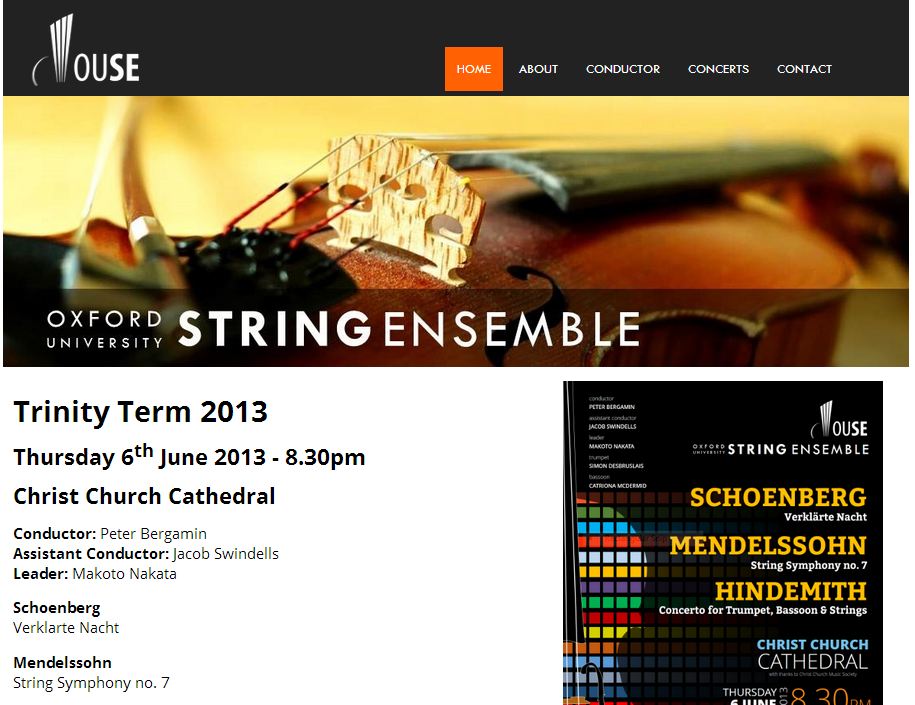 OUSE
HOME ABOUT CONDUCTOR CONCERTS CONTACT
OXFORD
UNIVERSITY
STRING ENSEMBLE
Trinity Term 2013
Thursday 6th June 2013 - 8.30pm
Christ Church Cathedral
Conductor: Peter Bergamin
Assistant Conductor: Jacob Swindells
Leader: Makoto Nakata
Schoenberg
Verklarte Nacht
Mendelssohn
String Symphony no. 7
conductor
PETER BERGAMIN
assistant conductor
JACOB SWINDELLS
leader
MAKOTO NAKATA
trumpet
SIMON DESBRUSLAIS
bassoon
CATRIONA MCDERMID
OUSE
OXFORD
UNIVERSITY
STRING ENSEMBLE
SCHOENBERG
Verklärte Nacht
MENDELSSOHN
String Symphony no. 7
HINDEMITH
Concerto for Trumpet, Bassoon & Strings
CHRIST CHURCH
CATHEDRAL
with thanks to Christ Church Music Society
THURSDAY
6 JUNE
2013
8.30PM